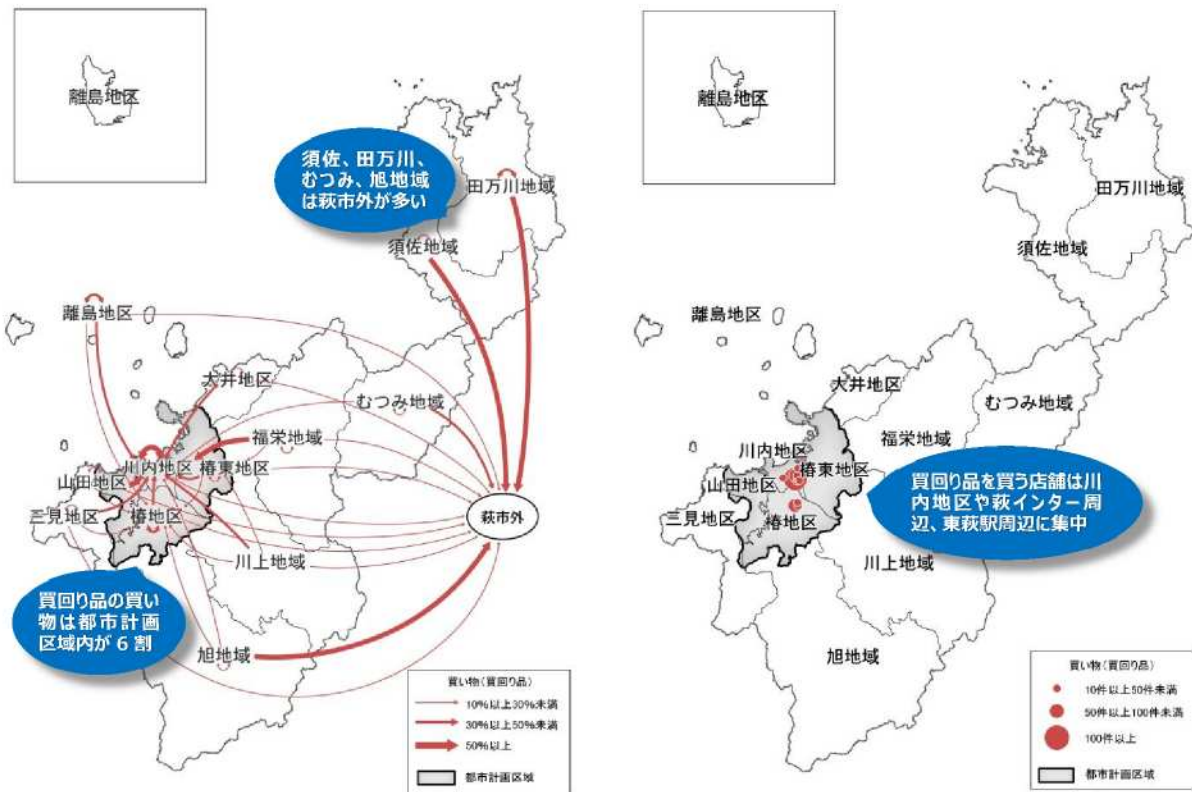 離島地区
須佐、田万川、
むつみ、旭地域
は萩市外が多い
田万川地域
須佐地域
離島地区
大井地区
むつみ地域
福栄地域
川内地区
椿東地区
山田地区
三見地区
椿地区
萩市外
川上地域
買回り品の買い
物は都市計画
区域内が 6 割
旭地域
買い物(買回り品)
10%以上30%未満
30%以上50%未満
50%以上
都市計画区域
離島地区
田万川地域
須佐地域
離島地区
大井地区
むつみ地域
福栄地域
川内地区
椿東地区
山田地区
三見地区
椿地区
買回り品を買う店舗は川
内地区や萩インター周
辺、東萩駅周辺に集中
川上地域
旭地域
買い物(買回り品)
10件以上50件未満
50件以上100件未満
100件以上
都市計画区域